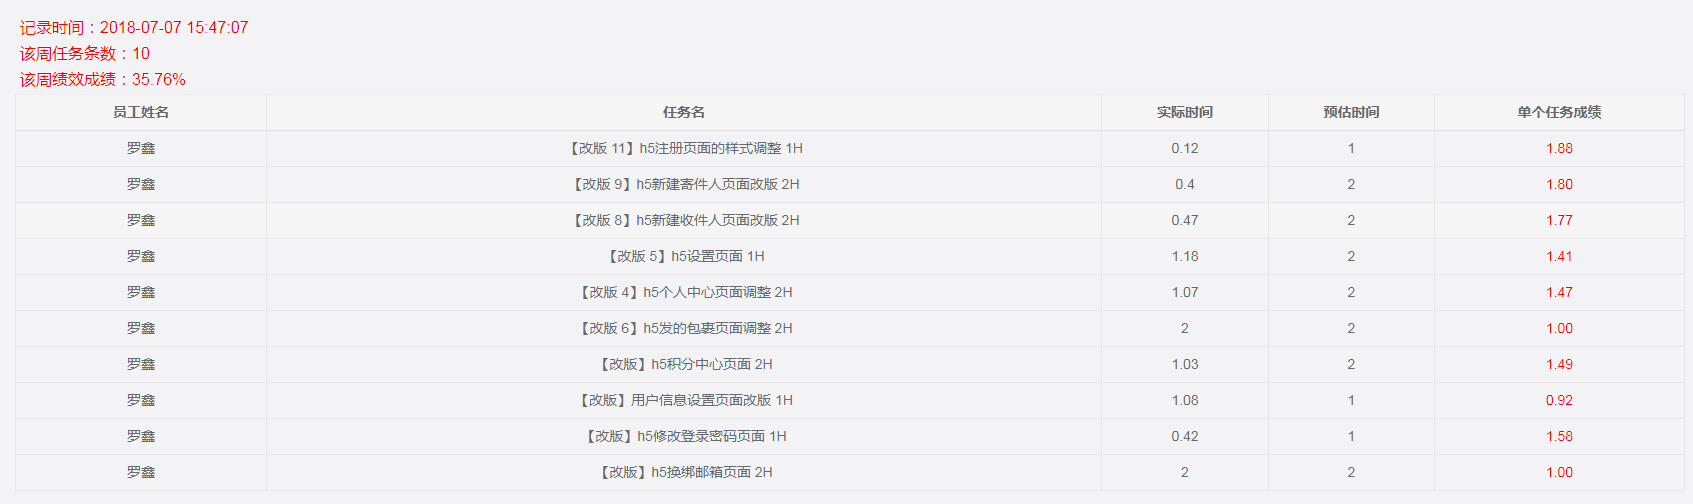 记录时间：2018-07-07 15:47:07
该周任务条数：10
该周绩效成绩：35.76%
员工姓名 任务名 实际时间 预估时间 单个任务成绩
罗鑫 【改版 11】h5注册页面的样式调整 1H 0.12 1 1.88
罗鑫 【改版 9】h5新建寄件人页面改版 2H 0.4 2 1.80
罗鑫 【改版 8】h5新建收件人页面改版 2H 0.47 2 1.77
罗鑫 【改版 5】h5设置页面 1H 1.18 2 1.41
罗鑫 【改版 4】h5个人中心页面调整 2H 1.07 2 1.47
罗鑫 【改版 6】h5发的包裹页面调整 2H 2 2 1.00
罗鑫 【改版】h5积分中心页面 2H 1.03 2 1.49
罗鑫 【改版】用户信息设置页面改版 1H 1.08 1 0.92
罗鑫 【改版】h5修改登录密码页面 1H 0.42 1 1.58
罗鑫 【改版】h5换绑邮箱页面 2H 2 2 1.00